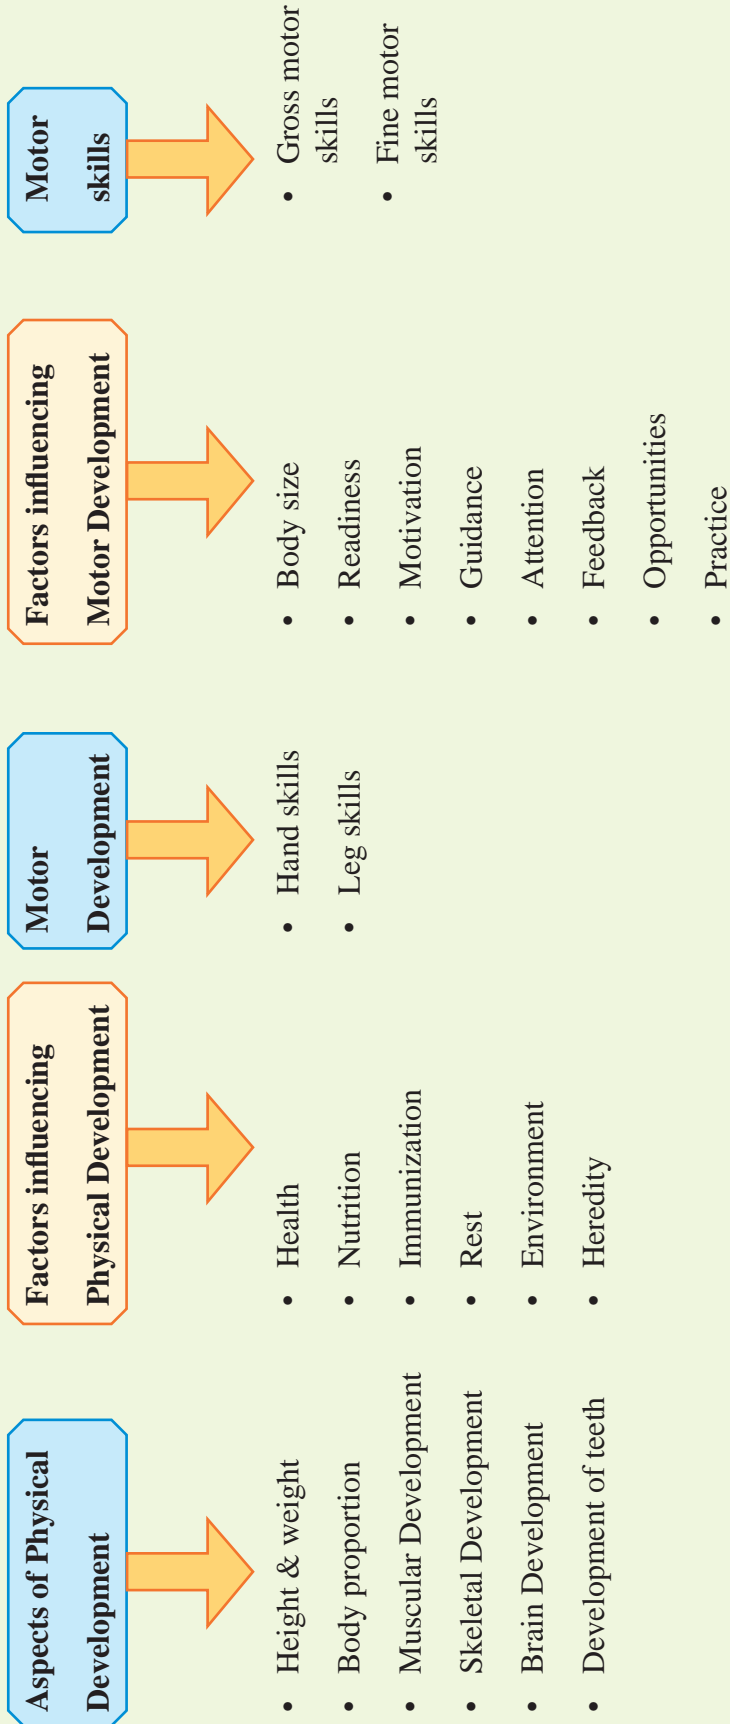 Aspects of Physical
Development
• Height & weight
• Body proportion
• Muscular Development
• Skeletal Development
• Brain Development
• Development of teeth
Factors influencing
Physical Development
• Health
• Nutrition
• Immunization
• Rest
• Environment
• Heredity
Motor
Development
• Hand skills
• Leg skills
Factors influencing
Motor Development
• Body size
• Readiness
• Motivation
• Guidance
• Attention
• Feedback
• Opportunities
• Practice
Motor
skills
• Gross motor
skills
• Fine motor
skills